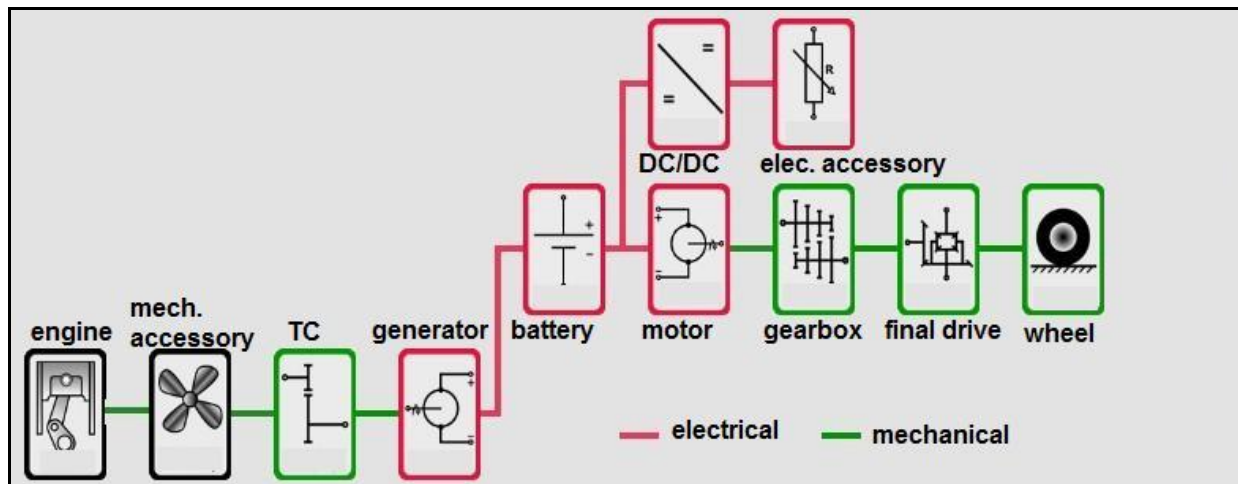 =
=
R
DC/DC
elec. accessory
+
-
+
-
mech.
accessory
engine
TC
generator
battery
motor
gearbox
final drive
wheel
+
-
electrical
mechanical